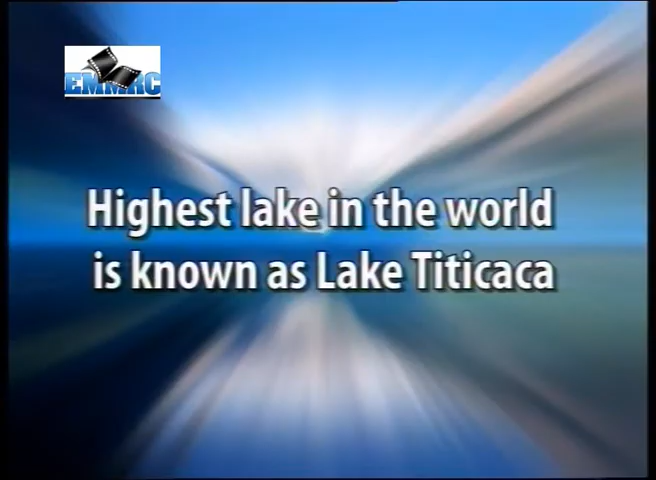 EMMRC
Highest lake in the world
is known as Lake Titicaca